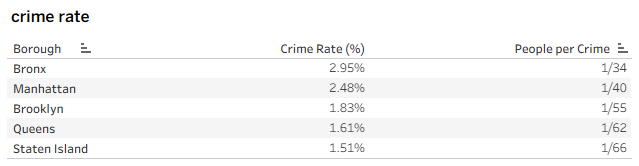 crime rate
Borough Crime Rate (%) People per Crime
Bronx 2.95% 1/34
Manhattan 2.48% 1/40
Brooklyn 1.83% 1/55
Queens 1.61% 1/62
Staten Island 1.51% 1/66